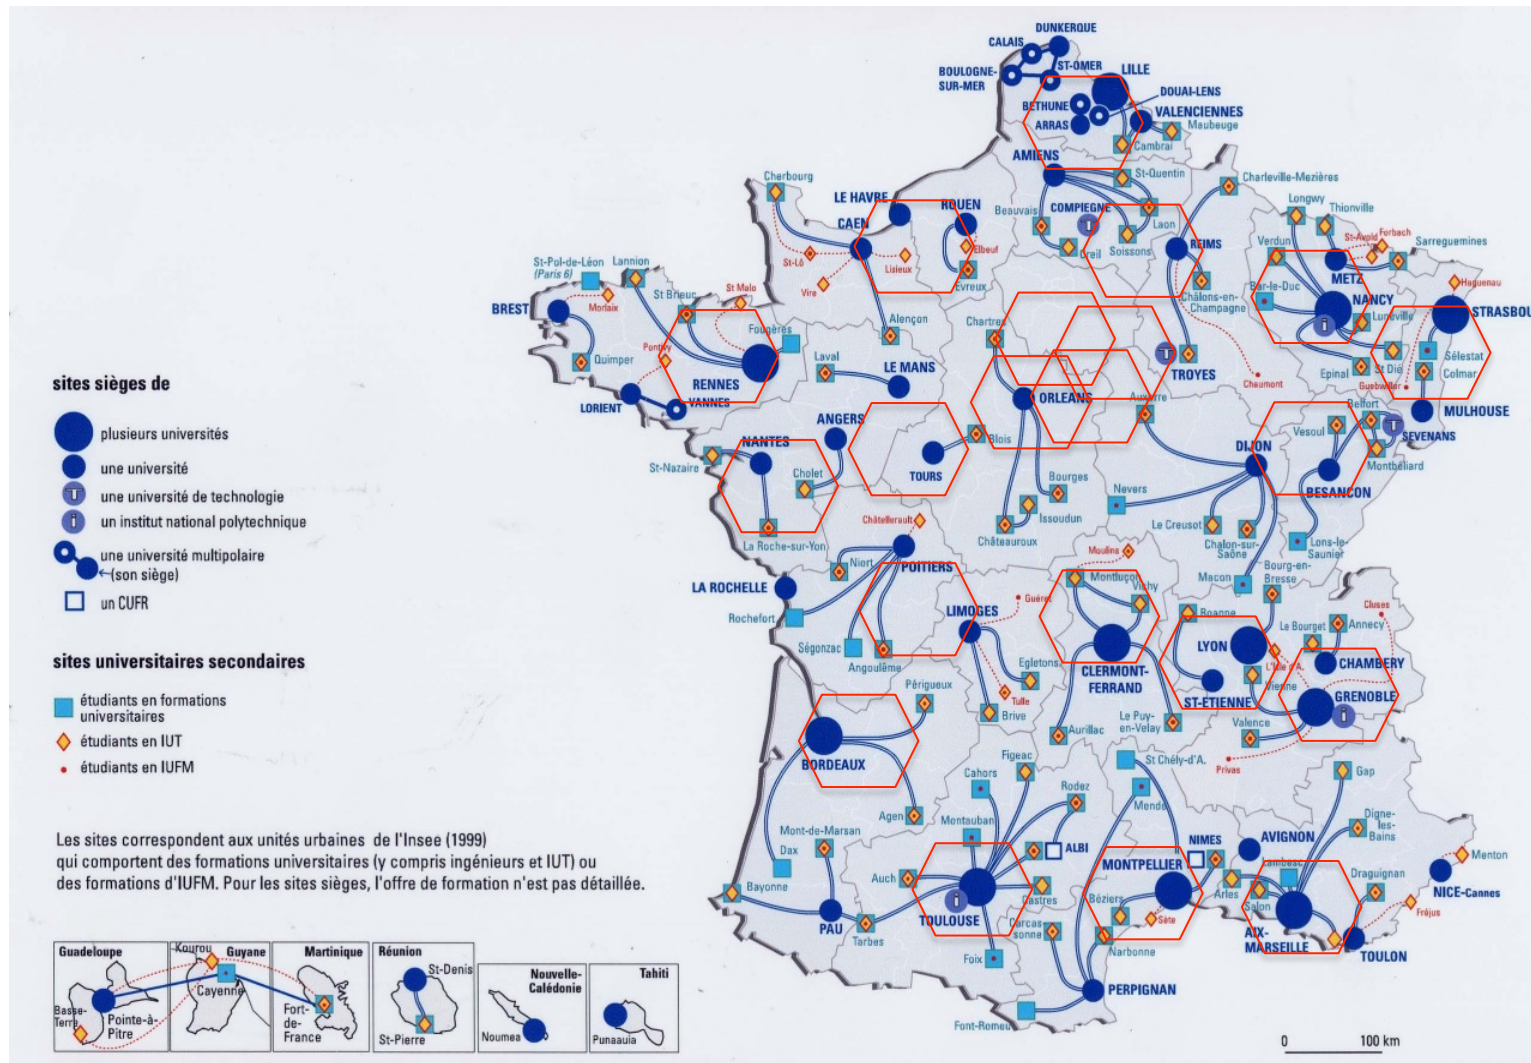 DUNKERQUE
CALAIS
ST-OMER
LILLE
BOULOGNE-
SUR-MER
DOUAI-LENS
BETHUNE
VALENCIENNES
ARRAS
Maubeuge
Cambrai
AMIENS
St-Quentin
Cherbourg
Charleville-Mezières
LE HAVRE
ROUEN
Beauvais
COMPIEGNE
Longwy
Thionville
CAEN
Laon
Elbeuf
REIMS
Verdun
St-Avold
Forbach
Sarreguemines
St-Lô
Lisieux
Creil
Soissons
St-Pol-de-Léon
(Paris 6)
Lannion
Evreux
METZ
Haguenau
Vire
Châlons-en-
Champagne
Bar-le-Duc
NANCY
St Brieuc
St Malo
Morlaix
BREST
Fougères
Alençon
Chartres
Lunéville
STRASBOU
Quimper
Pontivy
Laval
LE MANS
TROYES
Epinal
St Dié
Sélestat
Colmar
Guebwiller
Chaumont
RENNES
sites sièges de
LORIENT
VANNES
ORLEANS
Auxerre
MULHOUSE
Belfort
ANGERS
Vesoul
SEVENANS
plusieurs universités
NANTES
Blois
DIJON
Montbéliard
St-Nazaire
Cholet
TOURS
une université
Bourges
Nevers
BESANCON
une université de technologie
Issoudun
un institut national polytechnique
Châtellerault
Le Creusot
Châteauroux
Chalon-sur-
Saône
La Roche-sur-Yon
Lons-le-
Saunier
une université multipolaire
(son siège)
Moulins
Niort
POITIERS
Bourg-en-
Bresse
Montluçon
Macon
Vichy
LA ROCHELLE
un CUFR
Guéret
Roanne
Cluses
Rochefort
LIMOGES
Le Bourget
Annecy
Ségonzac
LYON
Angoulême
CHAMBERY
L'Isle d'A.
sites universitaires secondaires
Egletons
CLERMONT-
FERRAND
Vienne
Périgueux
Tulle
ST-ETIENNE
GRENOBLE
étudiants en formations
universitaires
Brive
Le Puy-
en-Velay
Valence
Aurillac
étudiants en IUT
BORDEAUX
Figeac
St Chély-d'A.
Privas
étudiants en IUFM
Cahors
Gap
Rodez
Mende
Agen
Montauban
Digne-
les-
Bains
Mont-de-Marsan
Les sites correspondent aux unités urbaines de l'Insee (1999)
qui comportent des formations universitaires (y compris ingénieurs et IUT) ou
des formations d'IUFM. Pour les sites sièges, l'offre de formation n'est pas détaillée.
Dax
ALBI
NIMES
AVIGNON
Menton
MONTPELLIER
Lambesc
Bayonne
Auch
Castres
Béziers
Arles
Salon
Draguignan
NICE-Cannes
TOULOUSE
Sète
Fréjus
PAU
Tarbes
Carcas-
sonne
AIX-
MARSEILLE
Narbonne
TOULON
Foix
PERPIGNAN
Font-Romeu
Guadeloupe
Kourou
Guyane
Martinique
Réunion
Nouvelle-
Calédonie
Tahiti
St-Denis
Cayenne
Basse-
Terre
Pointe-à-
Pitre
Fort-
de-
France
St-Pierre
Noumea
Punaauia
0 100 km